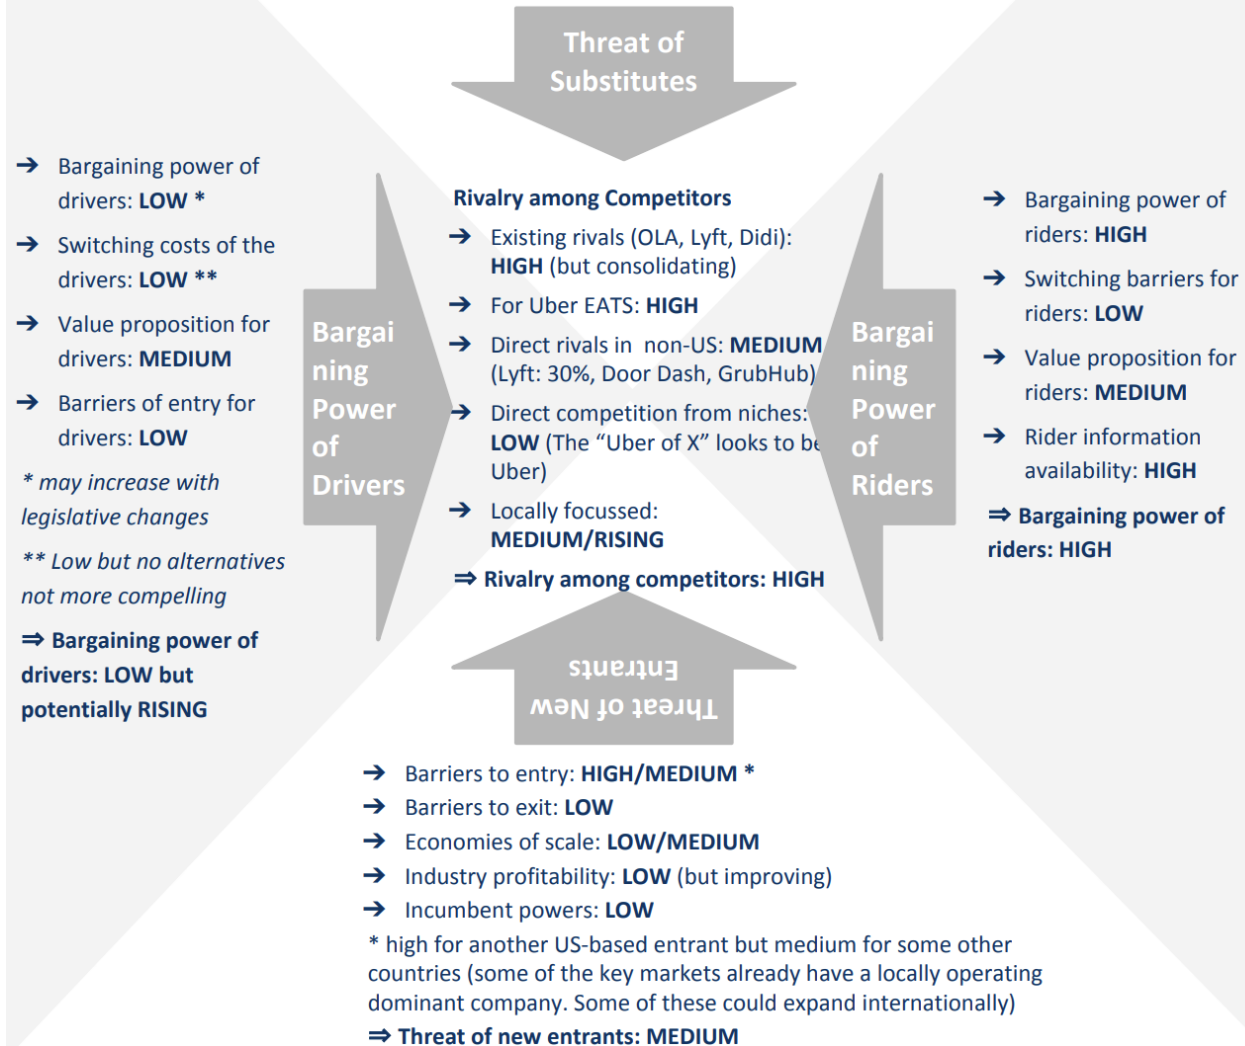 Threat of
Substitutes
➔ Bargaining power of
drivers: LOW *
➔ Switching costs of the
drivers: LOW **
➔ Value proposition for
drivers: MEDIUM
➔ Barriers of entry for
drivers: LOW
* may increase with
legislative changes
** Low but no alternatives
not more compelling
⇒ Bargaining power of
drivers: LOW but
potentially RISING
Bargai
ning
Power
of
Drivers
Rivalry among Competitors
➔ Existing rivals (OLA, Lyft, Didi):
HIGH (but consolidating)
➔ For Uber EATS: HIGH
➔ Direct rivals in non-US: MEDIUM
(Lyft: 30%, Door Dash, GrubHub)
➔ Direct competition from niches:
LOW (The “Uber of X” looks to be
Uber)
➔ Locally focussed:
MEDIUM/RISING
⇒ Rivalry among competitors: HIGH
Bargai
ning
Power
of
Riders
➔ Bargaining power of
riders: HIGH
➔ Switching barriers for
riders: LOW
➔ Value proposition for
riders: MEDIUM
➔ Rider information
availability: HIGH
⇒ Bargaining power of
riders: HIGH
Threat of New
Entrants
➔ Barriers to entry: HIGH/MEDIUM *
➔ Barriers to exit: LOW
➔ Economies of scale: LOW/MEDIUM
➔ Industry profitability: LOW (but improving)
➔ Incumbent powers: LOW
* high for another US-based entrant but medium for some other
countries (some of the key markets already have a locally operating
dominant company. Some of these could expand internationally)
⇒ Threat of new entrants: MEDIUM